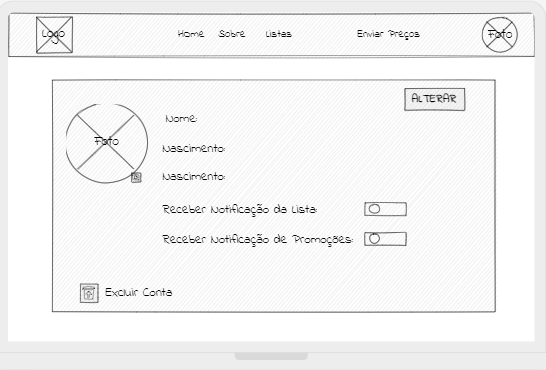 Logo Home Sobre Listas Enviar Preços Foto
ALTERAR
Foto
Nome:
Nascimento:
Nascimento:
Receber Notificação da Lista:
Receber Notificação de Promoções:
Excluir Conta